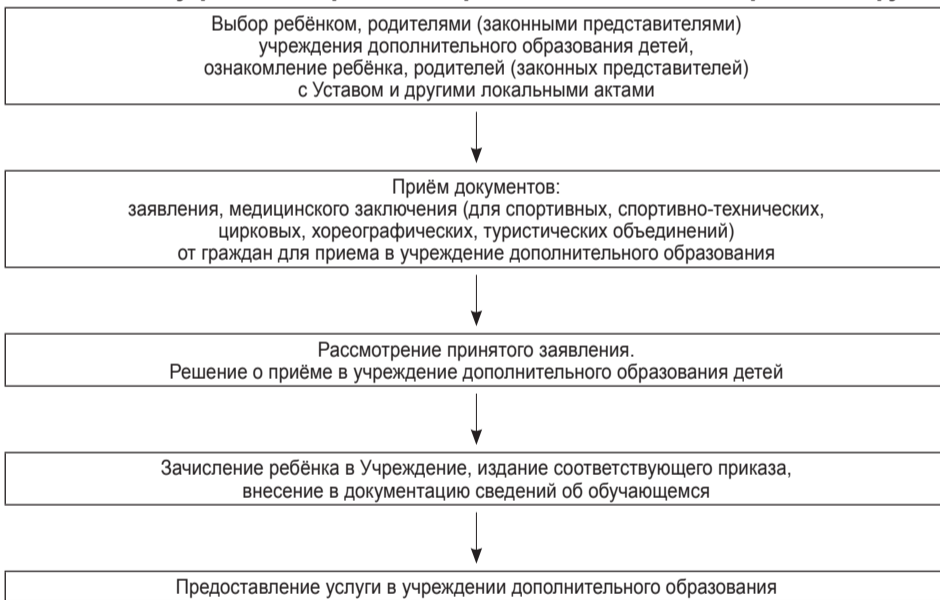 Выбор ребёнком, родителями (законными представителями)
учреждения дополнительного образования детей,
ознакомление ребёнка, родителей (законных представителей)
с Уставом и другими локальными актами
Приём документов:
заявления, медицинского заключения (для спортивных, спортивно-технических,
цирковых, хореографических, туристических объединений)
от граждан для приема в учреждение дополнительного образования
Рассмотрение принятого заявления.
Решение о приёме в учреждение дополнительного образования детей
Зачисление ребёнка в Учреждение, издание соответствующего приказа,
внесение в документацию сведений об обучающемся
Предоставление услуги в учреждении дополнительного образования